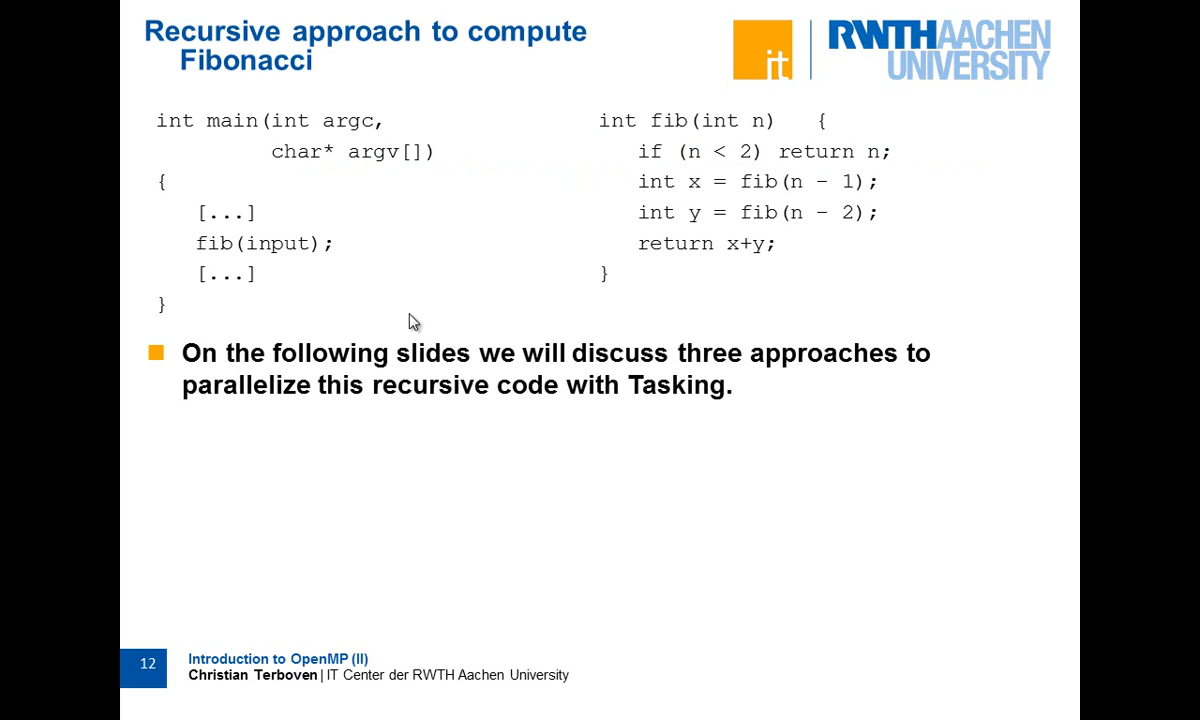 Recursive approach to compute
Fibonacci
it
RWTHAACHEN
UNIVERSITY
int main(int argc,
char* argv[])
{
[...]
fib(input);
[...]
}
int fib(int n) {
if (n < 2) return n;
int x = fib(n - 1);
int y = fib(n - 2);
return x+y;
}
On the following slides we will discuss three approaches to
parallelize this recursive code with Tasking.
12
Introduction to OpenMP (II)
Christian Terboven | IT Center der RWTH Aachen University